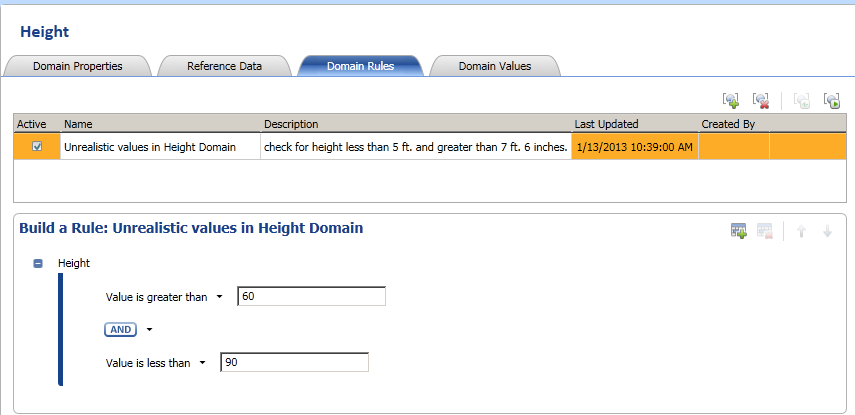 Height
Domain Properties Reference Data Domain Rules Domain Values
Active Name Description Last Updated Created By
Unrealistic values in Height Domain check for height less than 5 ft. and greater than 7 ft. 6 inches. 1/13/2013 10:39:00 AM
Build a Rule: Unrealistic values in Height Domain
Height
Value is greater than 60
AND
Value is less than 90